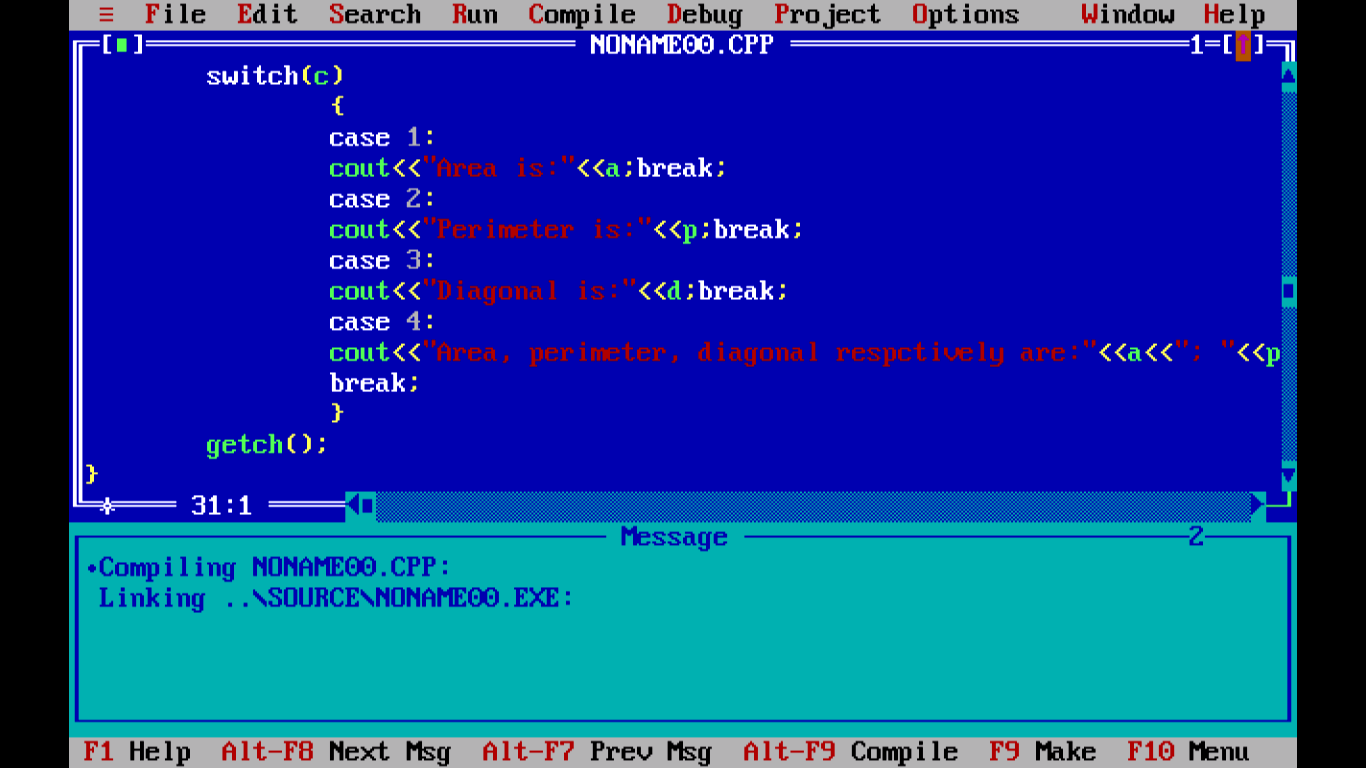 ≡ File Edit Search Run Compile Debug Project Options Window Help
[■] NONAME00.CPP 1=[↑]
switch(c)
{
case 1:
cout<<"Area is:"<<a;break;
case 2:
cout<<"Perimeter is:"<<p;break;
case 3:
cout<<"Diagonal is:"<<d;break;
case 4:
cout<<"Area, perimeter, diagonal respctively are:"<<a<<"; "<<p
break;
}
getch();
}
31:1
Message 2
•Compiling NONAME00.CPP:
Linking ..\SOURCE\NONAME00.EXE:
F1 Help Alt-F8 Next Msg Alt-F7 Prev Msg Alt-F9 Compile F9 Make F10 Menu